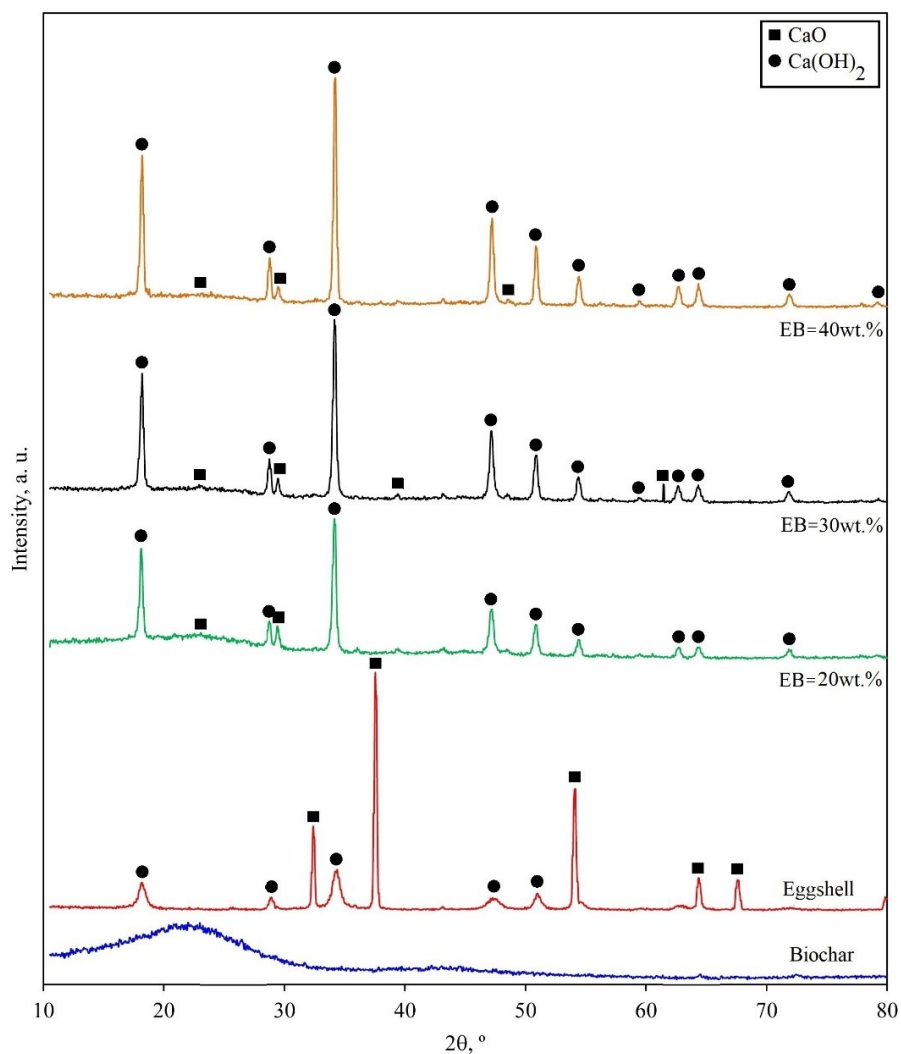 ■ CaO
● Ca(OH)2
EB=40wt.%
EB=30wt.%
EB=20wt.%
Eggshell
Biochar
Intensity, a. u.
10 20 30 40 50 60 70 80
2θ, º